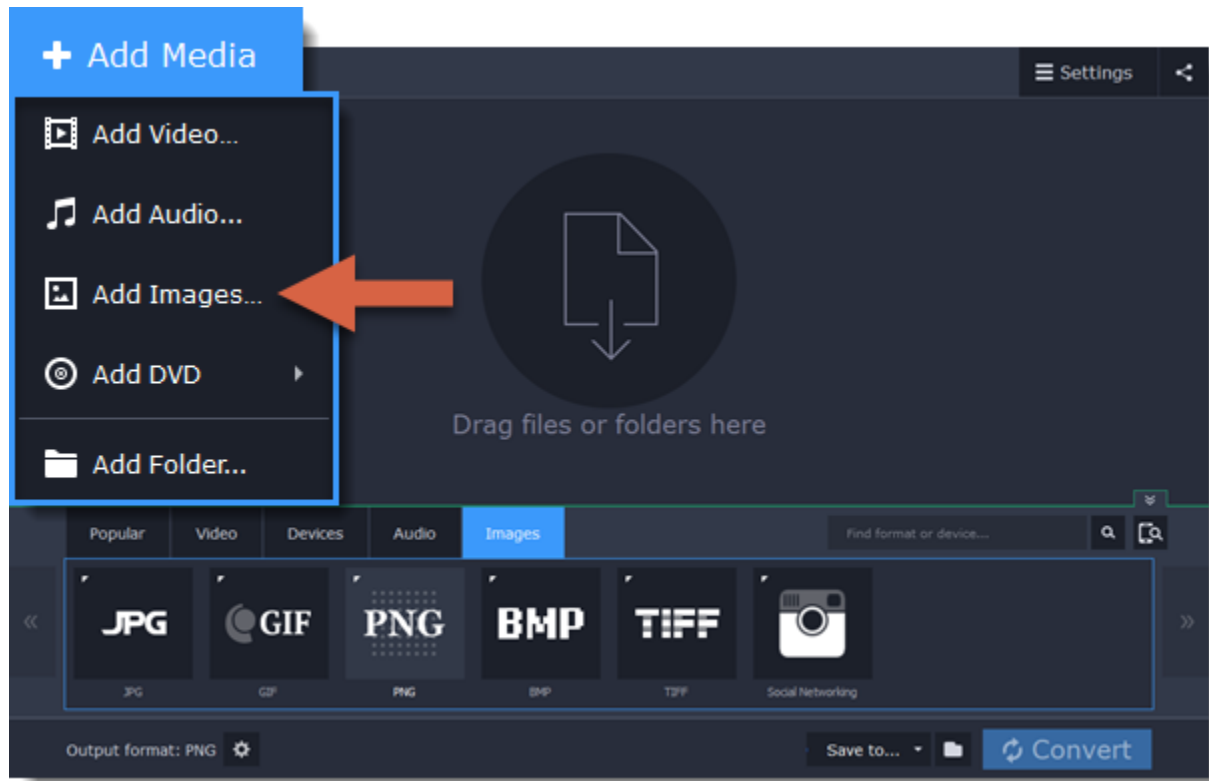 Add Media
Settings
Add Video...
Add Audio...
Add Images...
Add DVD
Add Folder...
Drag files or folders here
Popular Video Devices Audio Images Find format or device...
JPG GIF PNG BMP TIFF
JPG GIF PNG BMP TIFF Social Networking
Output format: PNG Save to... Convert